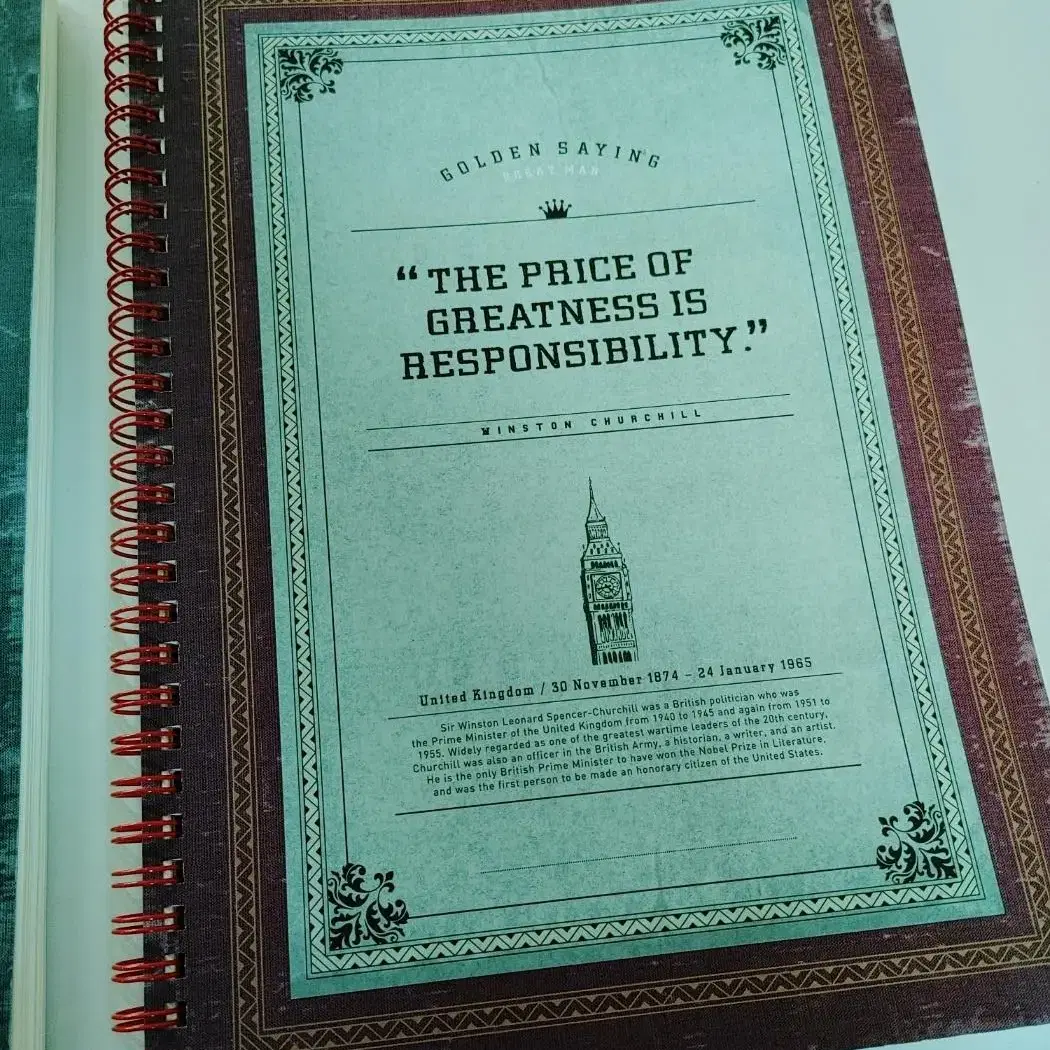 GOLDEN SAYING
GREAT MAN
“THE PRICE OF
GREATNESS IS
RESPONSIBILITY.”
WINSTON CHURCHILL
United Kingdom / 30 November 1874 – 24 January 1965
Sir Winston Leonard Spencer-Churchill was a British politician who was
the Prime Minister of the United Kingdom from 1940 to 1945 and again from 1951 to
1955. Widely regarded as one of the greatest wartime leaders of the 20th century,
Churchill was also an officer in the British Army, a historian, a writer, and an artist.
He is the only British Prime Minister to have won the Nobel Prize in Literature,
and was the first person to be made an honorary citizen of the United States.